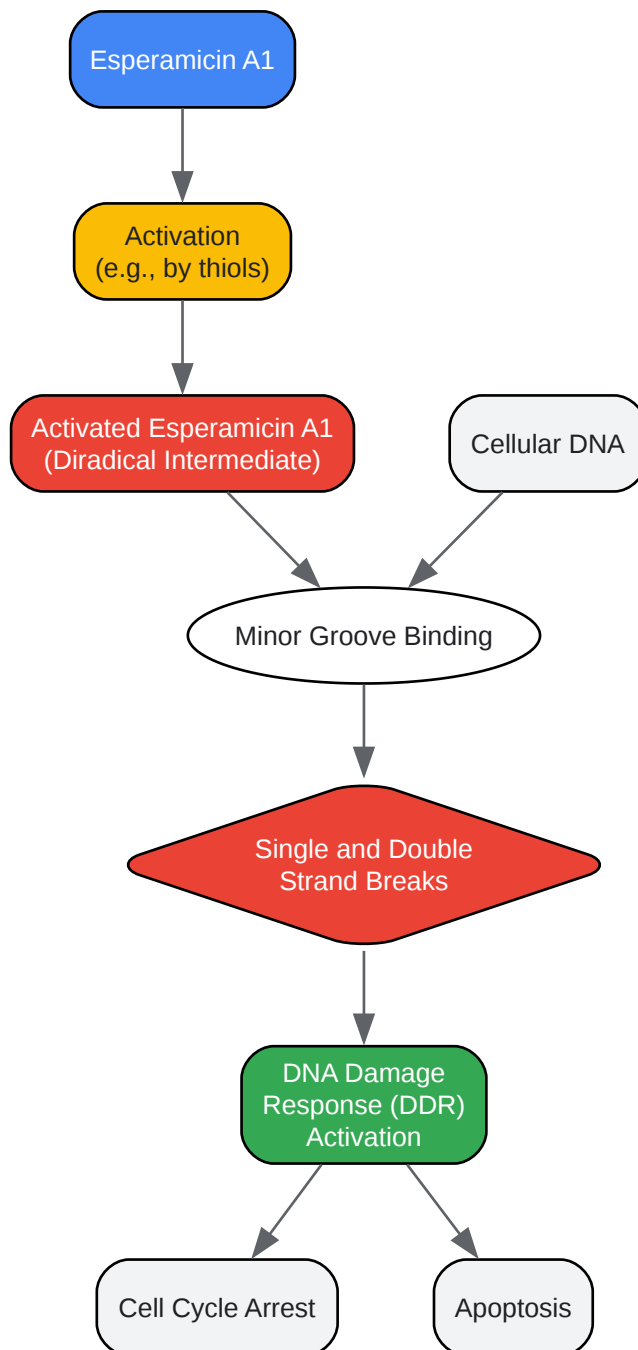 Esperamicin A1
Activation
(e.g., by thiols)
Activated Esperamicin A1
(Diradical Intermediate)
Cellular DNA
Minor Groove Binding
Single and Double
Strand Breaks
DNA Damage
Response (DDR)
Activation
Cell Cycle Arrest
Apoptosis